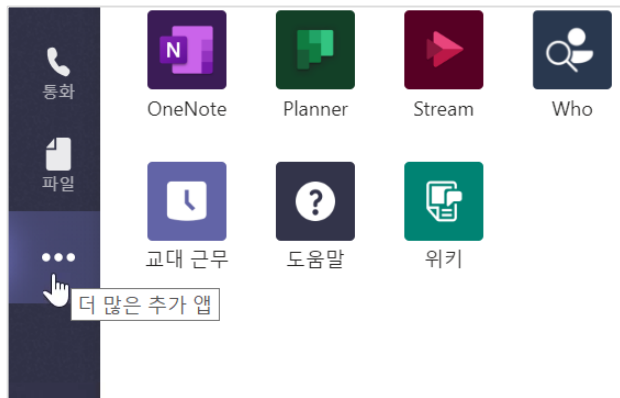 통화
파일
N
OneNote
Planner
Stream
Who
?
교대 근무
도움말
위키
더 많은 추가 앱